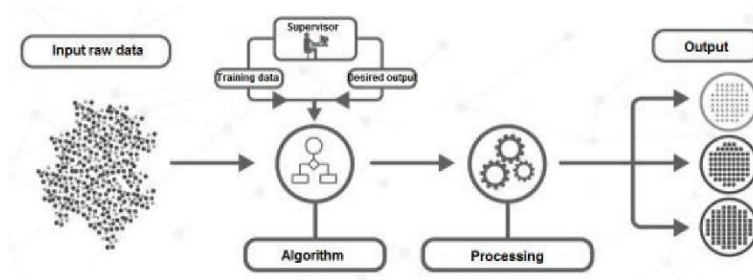 Input raw data
Supervisor
Training data
Desired output
Output
Algorithm
Processing